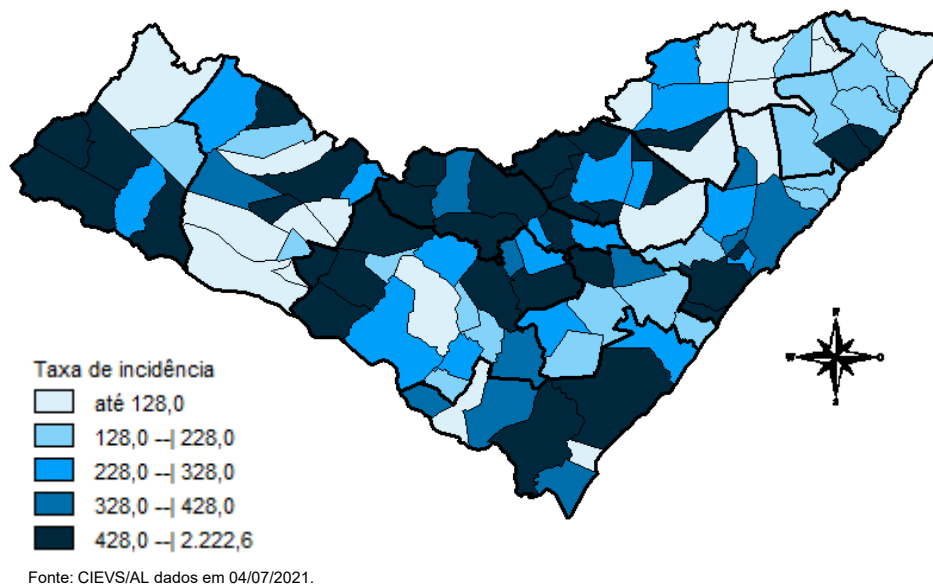 N
W
O
S
Taxa de incidência
até 128,0
128,0 --| 228,0
228,0 --| 328,0
328,0 --| 428,0
428,0 --| 2.222,6
Fonte: CIEVS/AL dados em 04/07/2021.